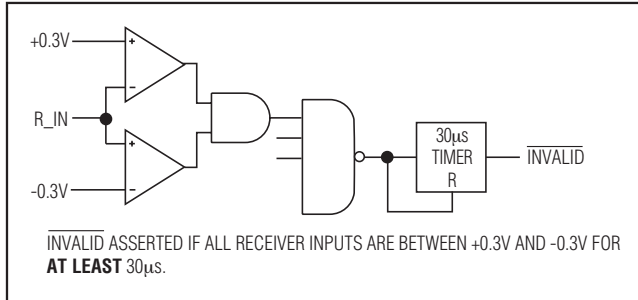 +0.3V
R_IN
-0.3V
+
-
+
-
30µs
TIMER
R
INVALID
INVALID ASSERTED IF ALL RECEIVER INPUTS ARE BETWEEN +0.3V AND -0.3V FOR
AT LEAST 30µs.